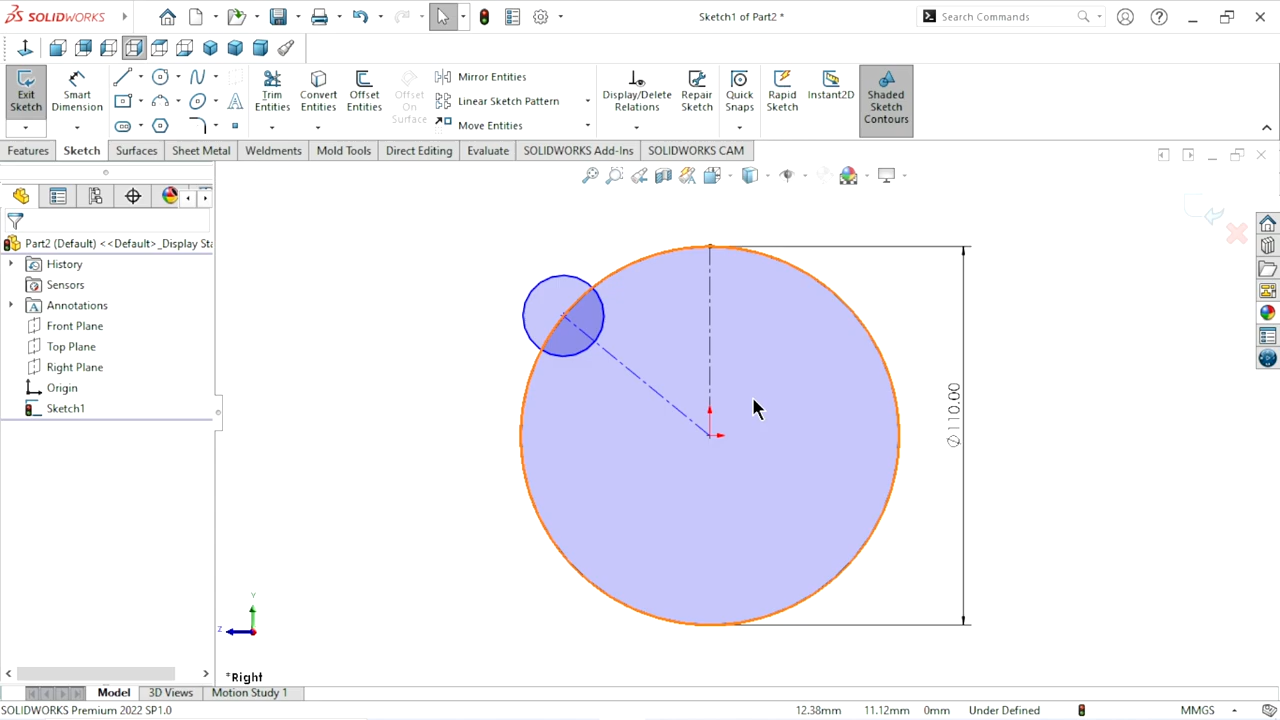 SOLIDWORKS
Sketch1 of Part2 *
Search Commands
Exit Sketch
Smart Dimension
Trim Entities
Convert Entities
Offset Entities
Offset On Surface
Mirror Entities
Linear Sketch Pattern
Move Entities
Display/Delete Relations
Repair Sketch
Quick Snaps
Rapid Sketch
Instant2D
Shaded Sketch Contours
Features
Sketch
Surfaces
Sheet Metal
Weldments
Mold Tools
Direct Editing
Evaluate
SOLIDWORKS Add-Ins
SOLIDWORKS CAM
Part2 (Default) <<Default>_Display Sta
History
Sensors
Annotations
Front Plane
Top Plane
Right Plane
Origin
Sketch1
∅110.00
Y
Z
*Right
Model
3D Views
Motion Study 1
SOLIDWORKS Premium 2022 SP1.0
12.38mm
11.12mm
0mm
Under Defined
MMGS